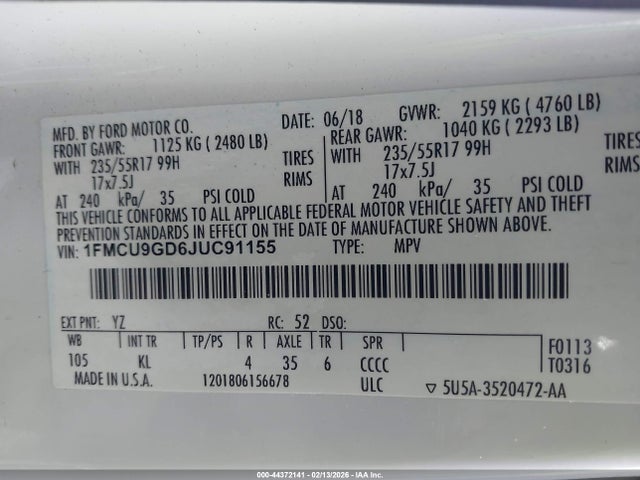 MFD. BY FORD MOTOR CO.
DATE: 06/18 GVWR: 2159 KG ( 4760 LB)
FRONT GAWR: 1125 KG ( 2480 LB) REAR GAWR: 1040 KG ( 2293 LB)
WITH 235/55R17 99H TIRES WITH 235/55R17 99H TIRES
17x7.5J RIMS 17x7.5J RIMS
AT 240 kPa/ 35 PSI COLD AT 240 kPa/ 35 PSI COLD
THIS VEHICLE CONFORMS TO ALL APPLICABLE FEDERAL MOTOR VEHICLE SAFETY AND THEFT
PREVENTION STANDARDS IN EFFECT ON THE DATE OF MANUFACTURE SHOWN ABOVE.
VIN: 1FMCU9GD6JUC91155 TYPE: MPV
EXT PNT: YZ RC: 52 DSO:
WB INT TR TP/PS R AXLE TR SPR
105 KL 4 35 6 CCCC
F0113
T0316
MADE IN U.S.A. 1201806156678 ULC ▽ 5U5A-3520472-AA
000-44372141 - 02/13/2026 - IAA Inc.